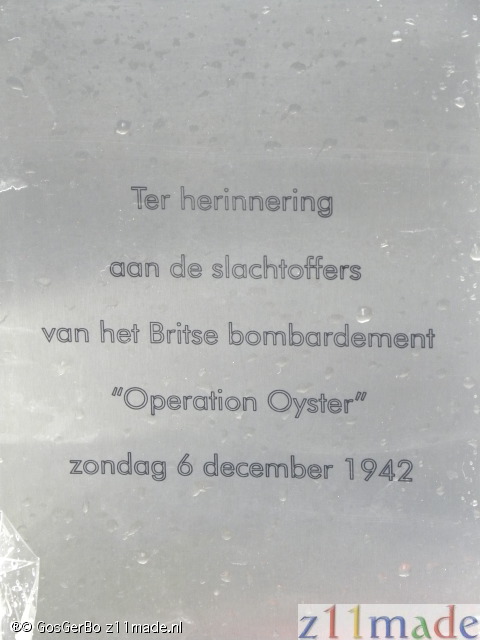 Ter herinnering
aan de slachtoffers
van het Britse bombardement
"Operation Oyster"
zondag 6 december 1942
®© GosGerBo z11made.nl
z11made